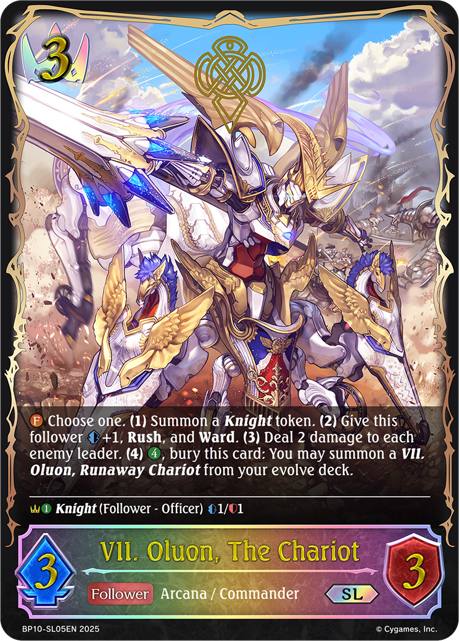 3
Choose one. (1) Summon a Knight token. (2) Give this
follower +1, Rush, and Ward. (3) Deal 2 damage to each
enemy leader. (4) 4, bury this card: You may summon a VII.
Oluon, Runaway Chariot from your evolve deck.
1 Knight (Follower - Officer) 1/1
VII. Oluon, The Chariot
3
Follower
Arcana / Commander
SL
3
BP10-SL05EN 2025
© Cygames, Inc.